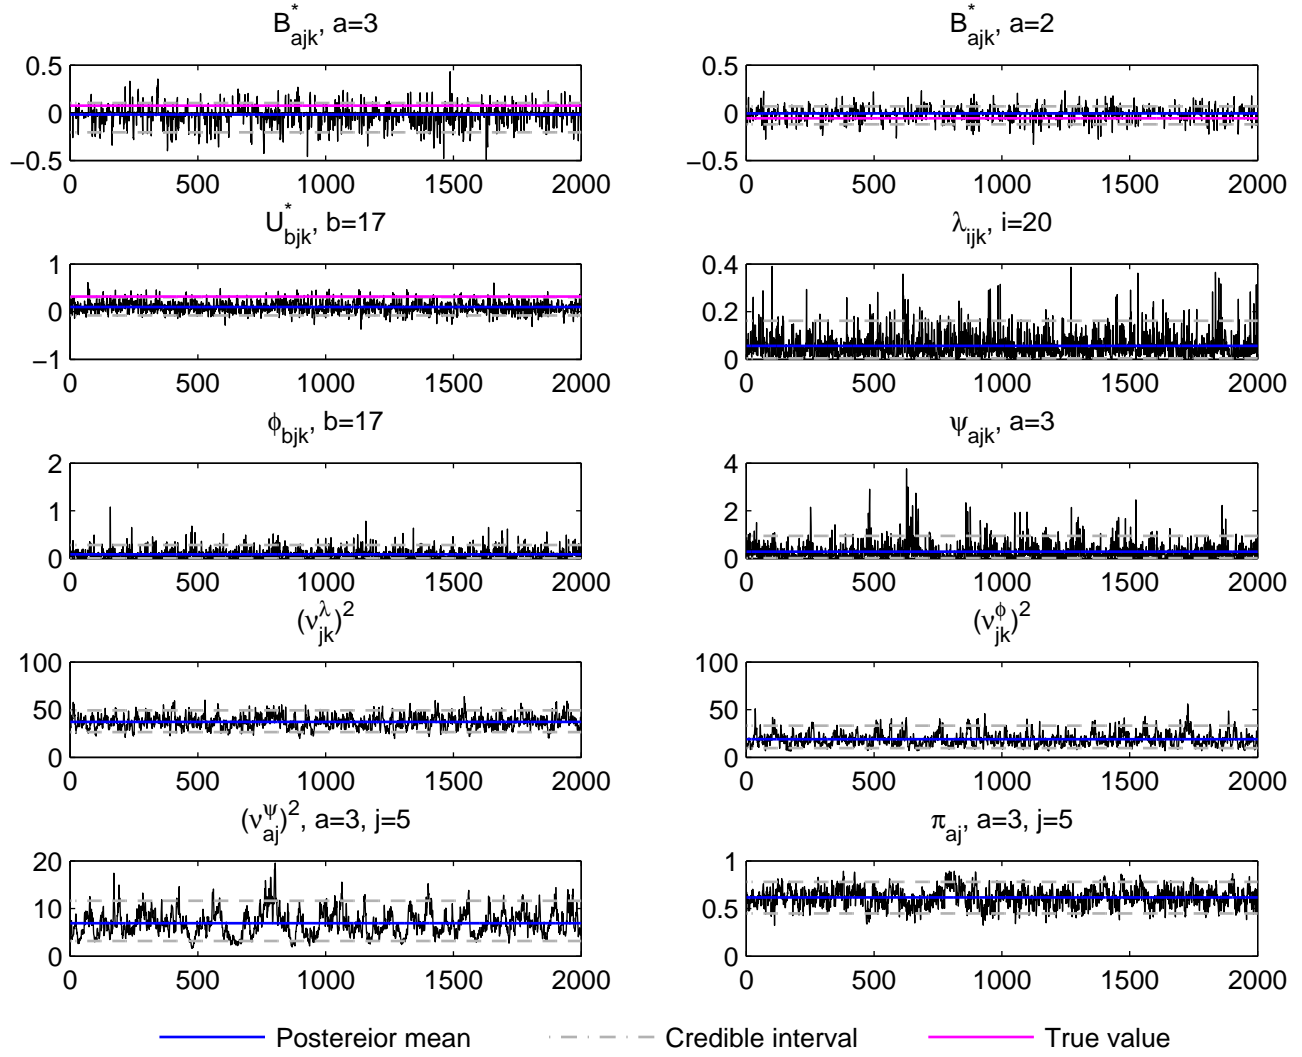 B*ajk, a=3
0.5
0
−0.5
0 500 1000 1500 2000
B*ajk, a=2
0.5
0
−0.5
0 500 1000 1500 2000
U*bjk, b=17
1
0
−1
0 500 1000 1500 2000
λijk, i=20
0.4
0.2
0
0 500 1000 1500 2000
ϕbjk, b=17
2
1
0
0 500 1000 1500 2000
ψajk, a=3
4
2
0
0 500 1000 1500 2000
(νλjk)2
100
50
0
0 500 1000 1500 2000
(νϕjk)2
100
50
0
0 500 1000 1500 2000
(νψaj)2, a=3, j=5
20
10
0
0 500 1000 1500 2000
πaj, a=3, j=5
1
0.5
0
0 500 1000 1500 2000
Postereior mean Credible interval True value